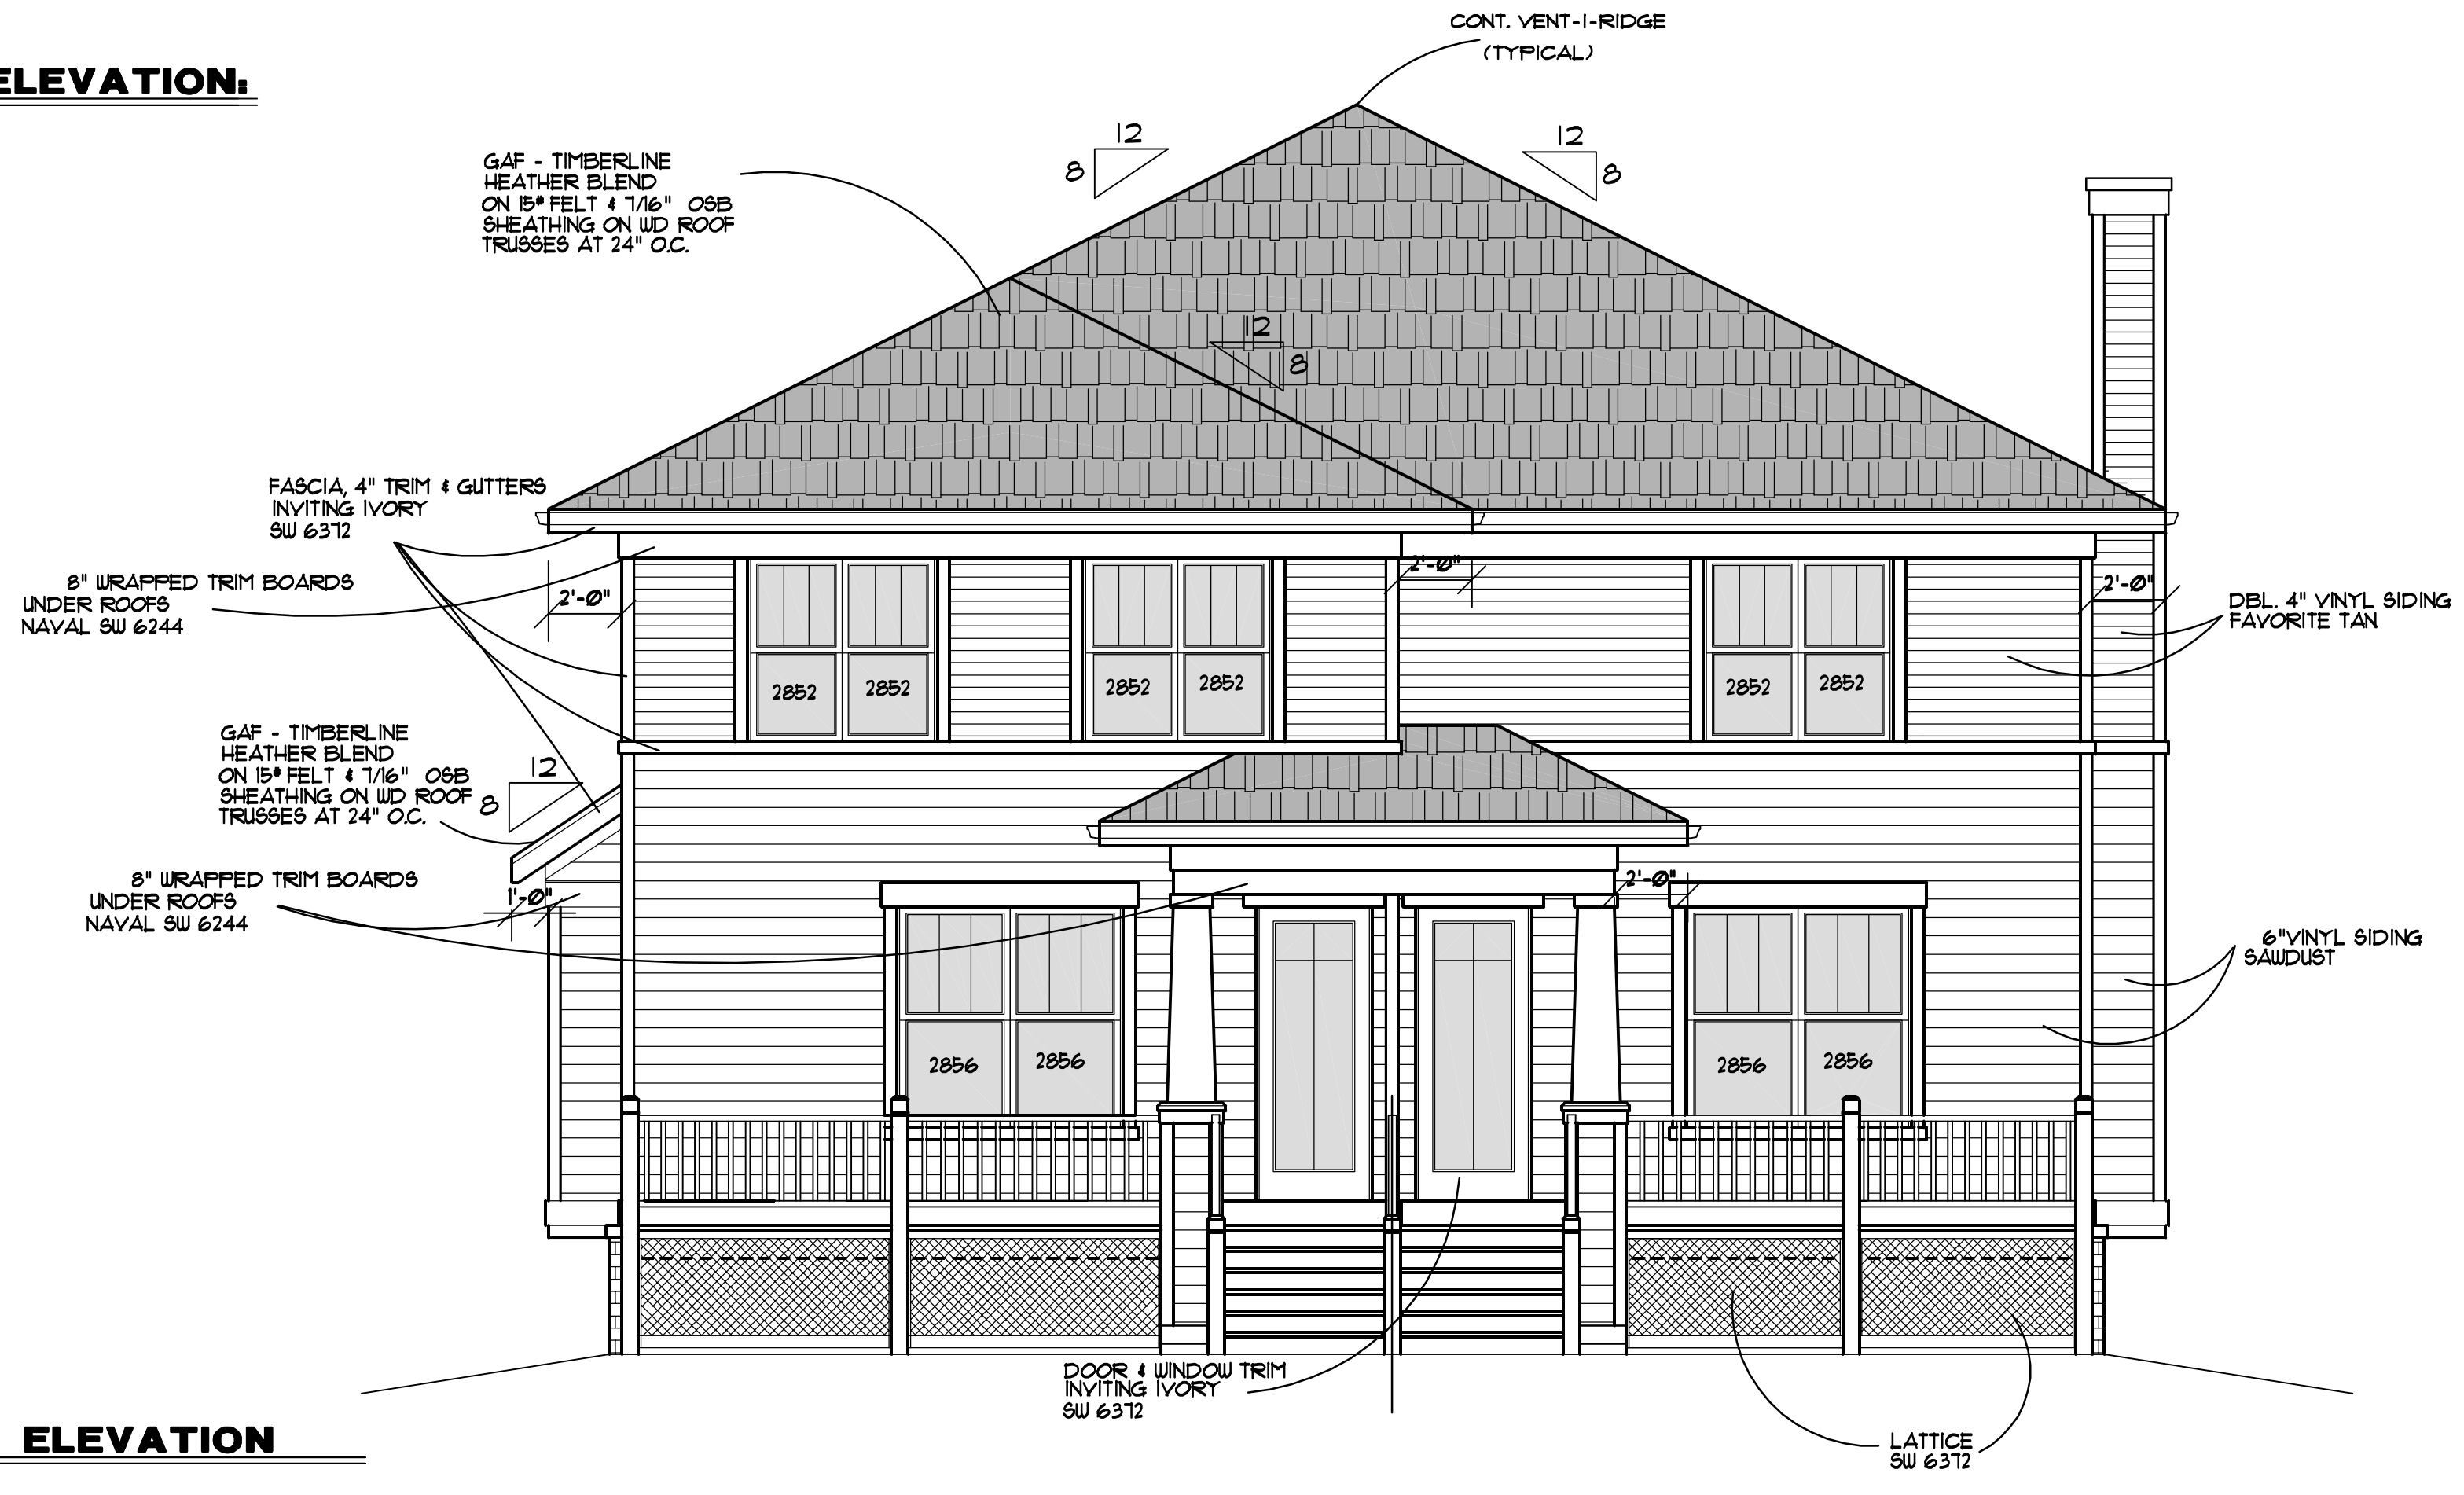 CONT. VENT-I-RIDGE
(TYPICAL)
ELEVATION:
12
8
12
8
GAF - TIMBERLINE
HEATHER BLEND
ON 15# FELT & 7/16" OSB
SHEATHING ON WD ROOF
TRUSSES AT 24" O.C.
12
8
FASCIA, 4" TRIM & GUTTERS
INVITING IVORY
SW 6372
8" WRAPPED TRIM BOARDS
UNDER ROOFS
NAVAL SW 6244
2'-0"
2'-0"
2'-0"
DBL. 4" VINYL SIDING
FAVORITE TAN
2852
2852
2852
2852
2852
2852
GAF - TIMBERLINE
HEATHER BLEND
ON 15# FELT & 7/16" OSB
SHEATHING ON WD ROOF
TRUSSES AT 24" O.C.
12
8
8" WRAPPED TRIM BOARDS
UNDER ROOFS
NAVAL SW 6244
1'-0"
2'-0"
6"VINYL SIDING
SAWDUST
2856
2856
2856
2856
DOOR & WINDOW TRIM
INVITING IVORY
SW 6372
LATTICE
SW 6372
ELEVATION